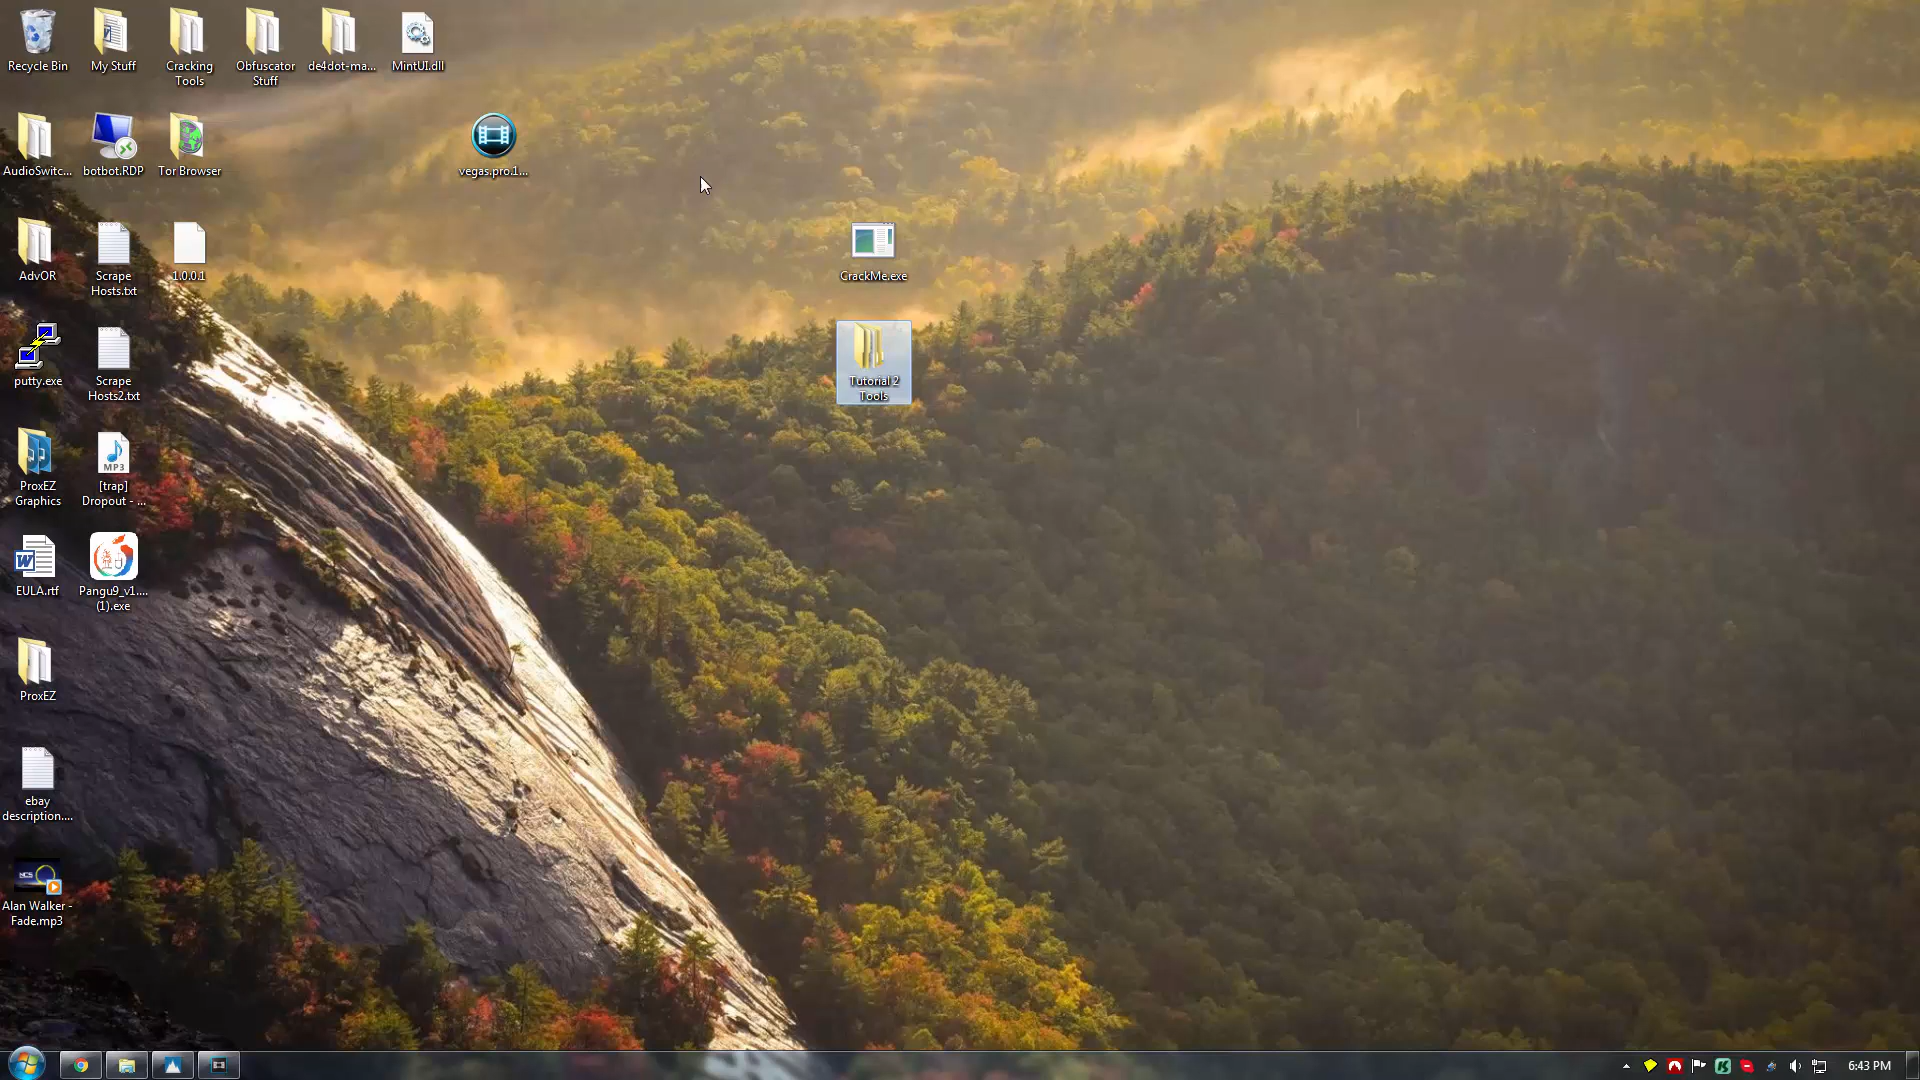 Recycle Bin
My Stuff
Cracking
Tools
Obfuscator
Stuff
de4dot-ma...
MintUI.dll
AudioSwitc...
botbot.RDP
Tor Browser
vegas.pro.1...
AdvOR
Scrape
Hosts.txt
1.0.0.1
CrackMe.exe
putty.exe
Scrape
Hosts2.txt
Tutorial 2
Tools
ProxEZ
Graphics
MP3
[trap]
Dropout - ...
EULA.rtf
Pangu9_v1....
(1).exe
ProxEZ
ebay
description....
NCS
Alan Walker -
Fade.mp3
6:43 PM